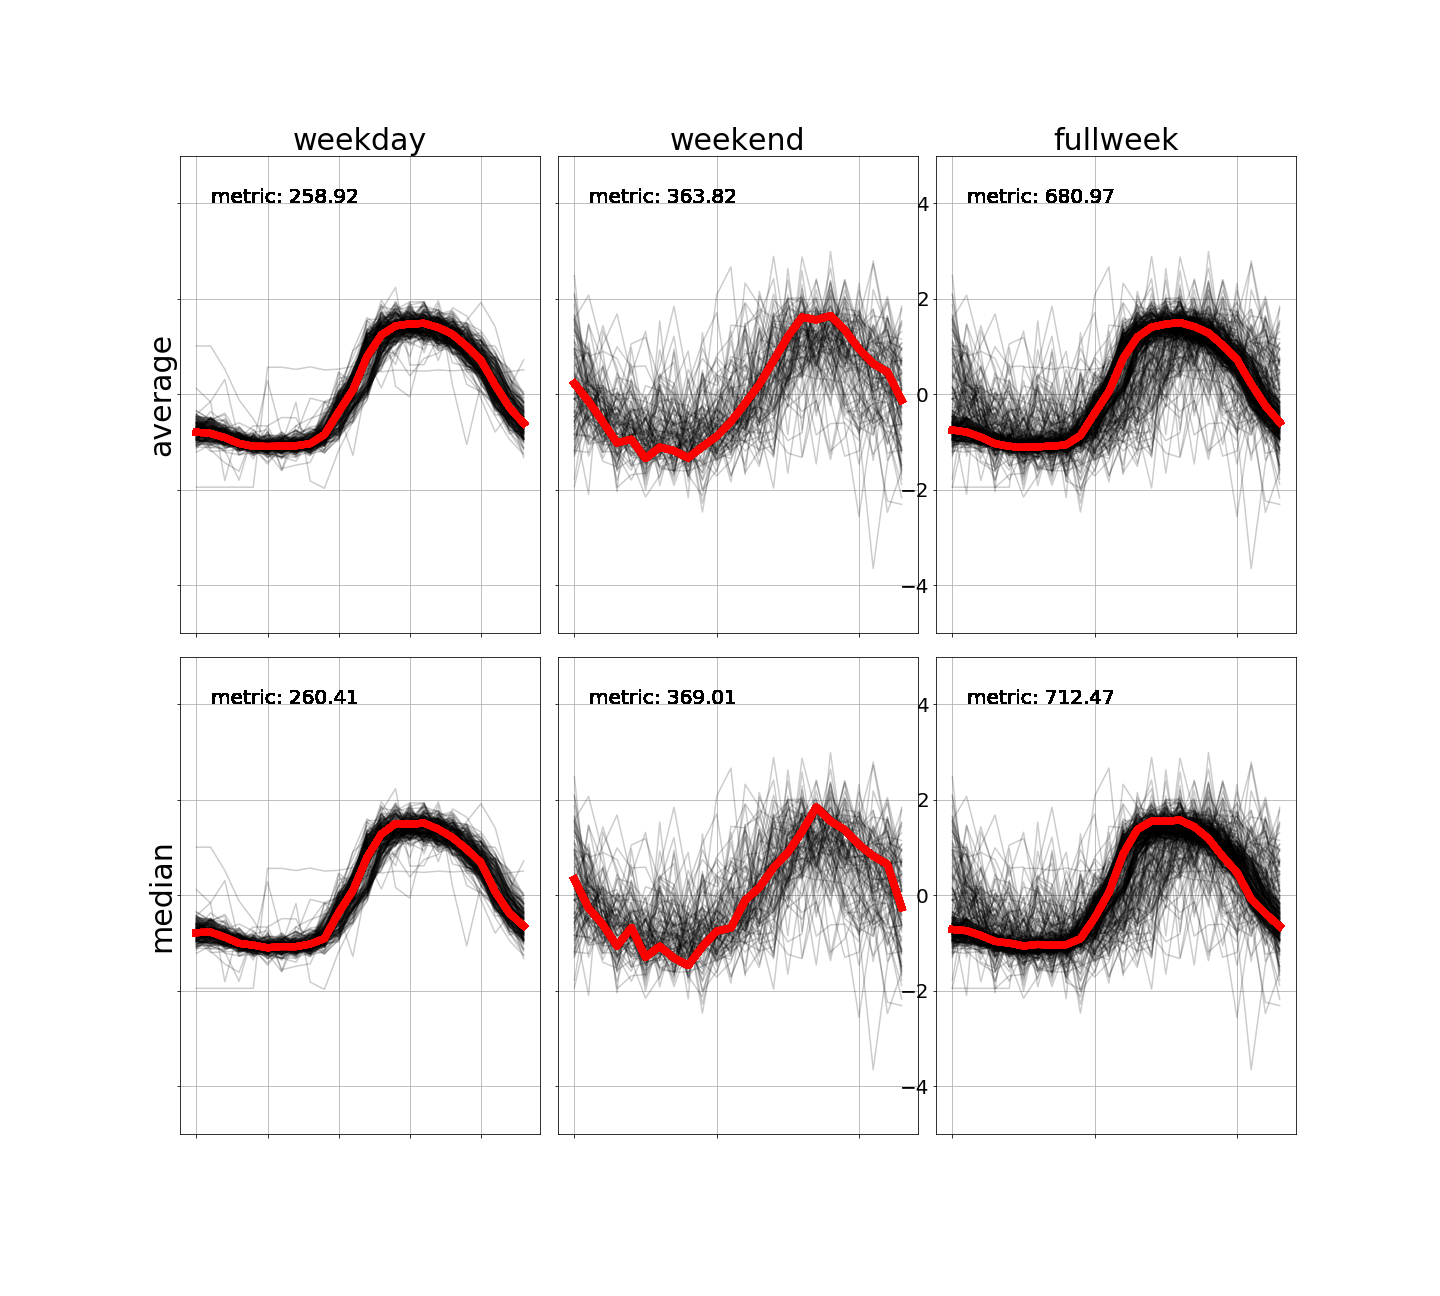 weekday weekend fullweek
metric: 258.92 metric: 363.82 metric: 680.97
4
2
0
−2
−4
average
metric: 260.41 metric: 369.01 metric: 712.47
4
2
0
−2
−4
median